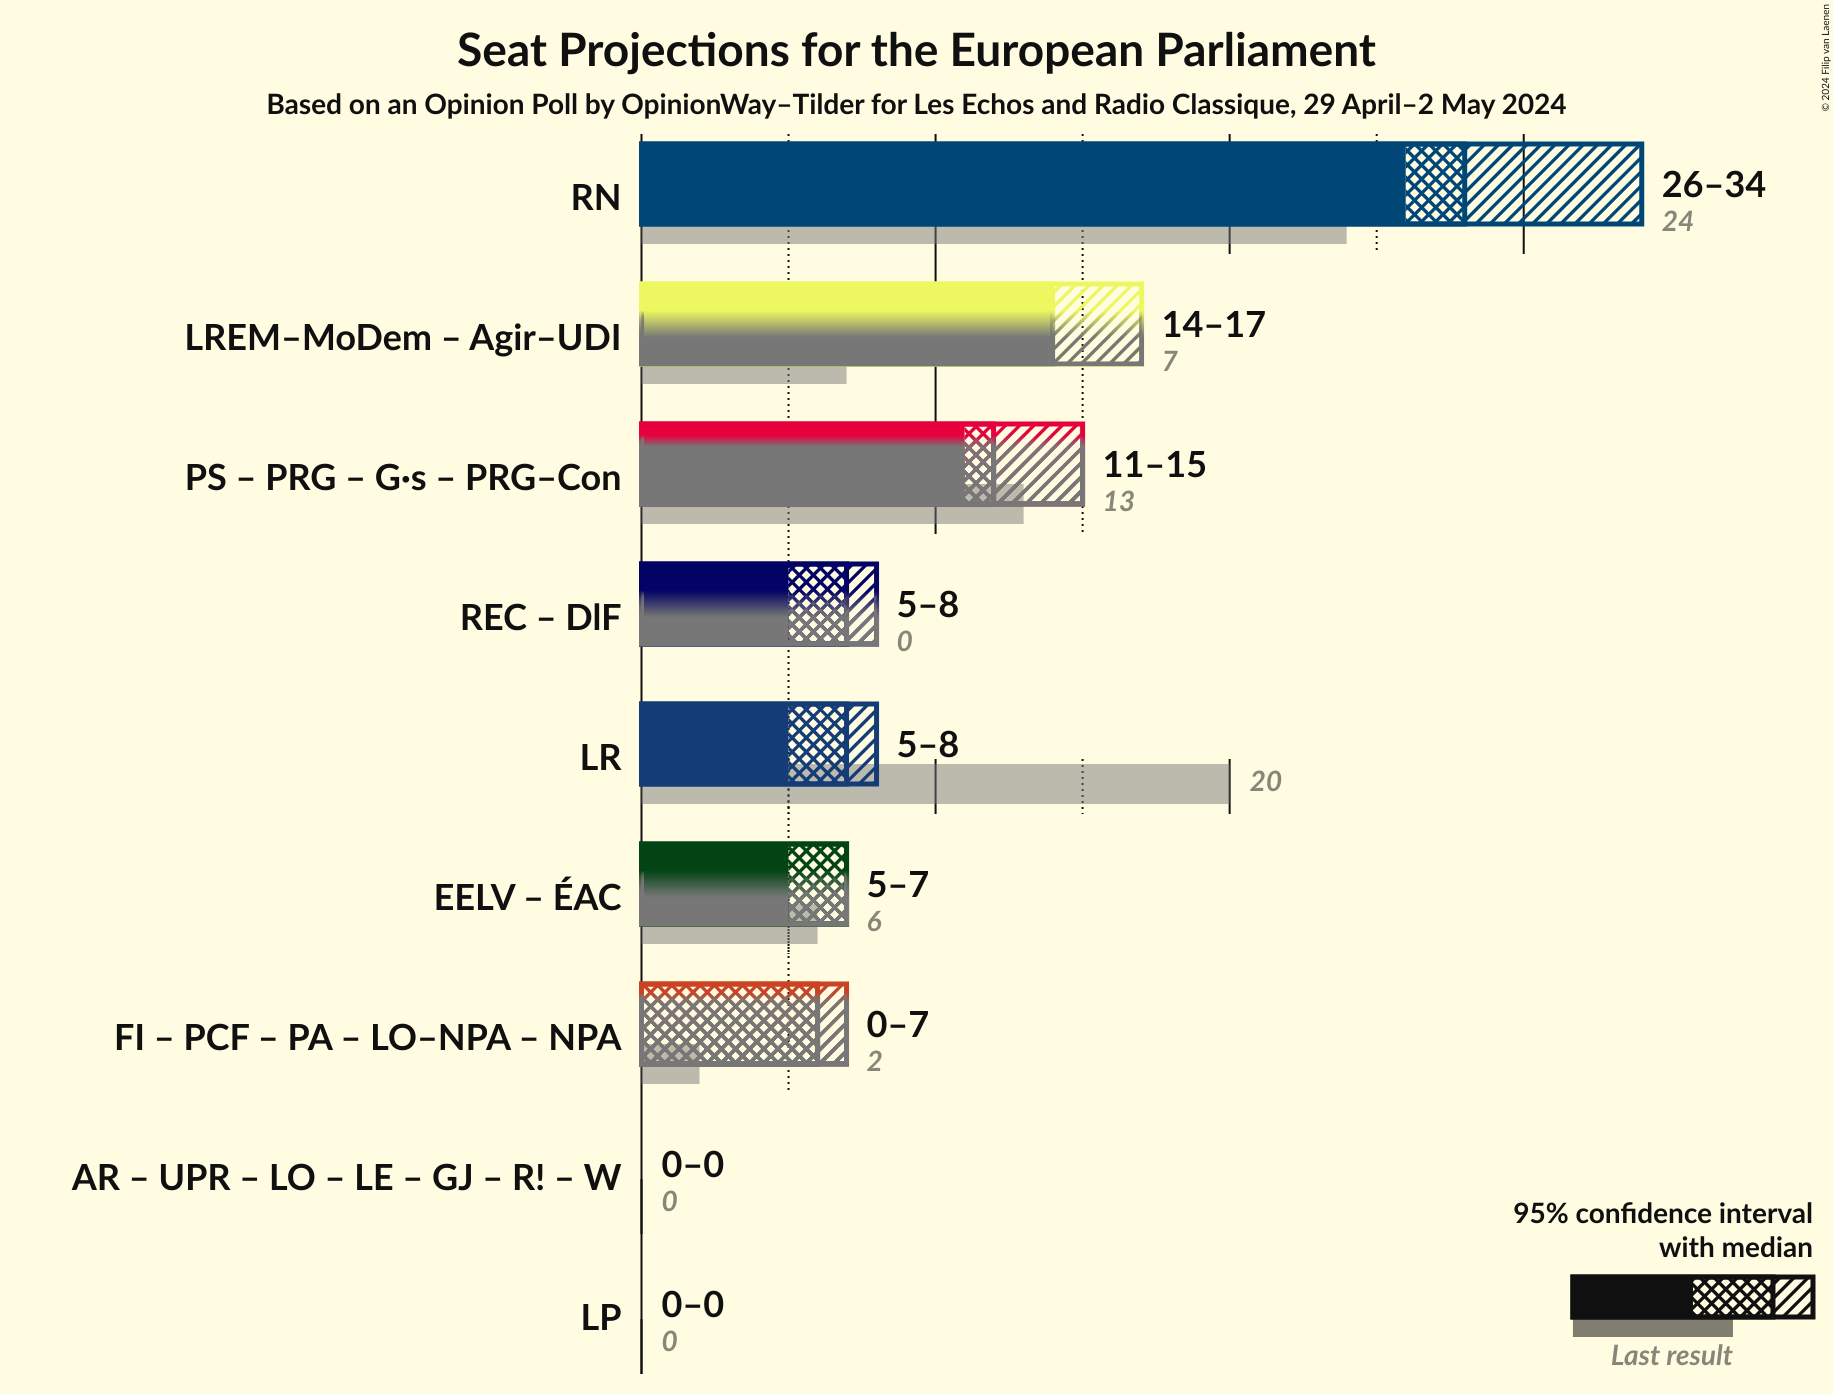 Seat Projections for the European Parliament
Based on an Opinion Poll by OpinionWay–Tilder for Les Echos and Radio Classique, 29 April–2 May 2024
© 2024 Filip van Laenen
RN
26–34
24
LREM–MoDem – Agir–UDI
14–17
7
PS – PRG – G·s – PRG–Con
11–15
13
REC – DlF
5–8
0
LR
5–8
20
EELV – ÉAC
5–7
6
FI – PCF – PA – LO–NPA – NPA
0–7
2
AR – UPR – LO – LE – GJ – R! – W
0–0
0
LP
0–0
0
95% confidence interval
with median
Last result